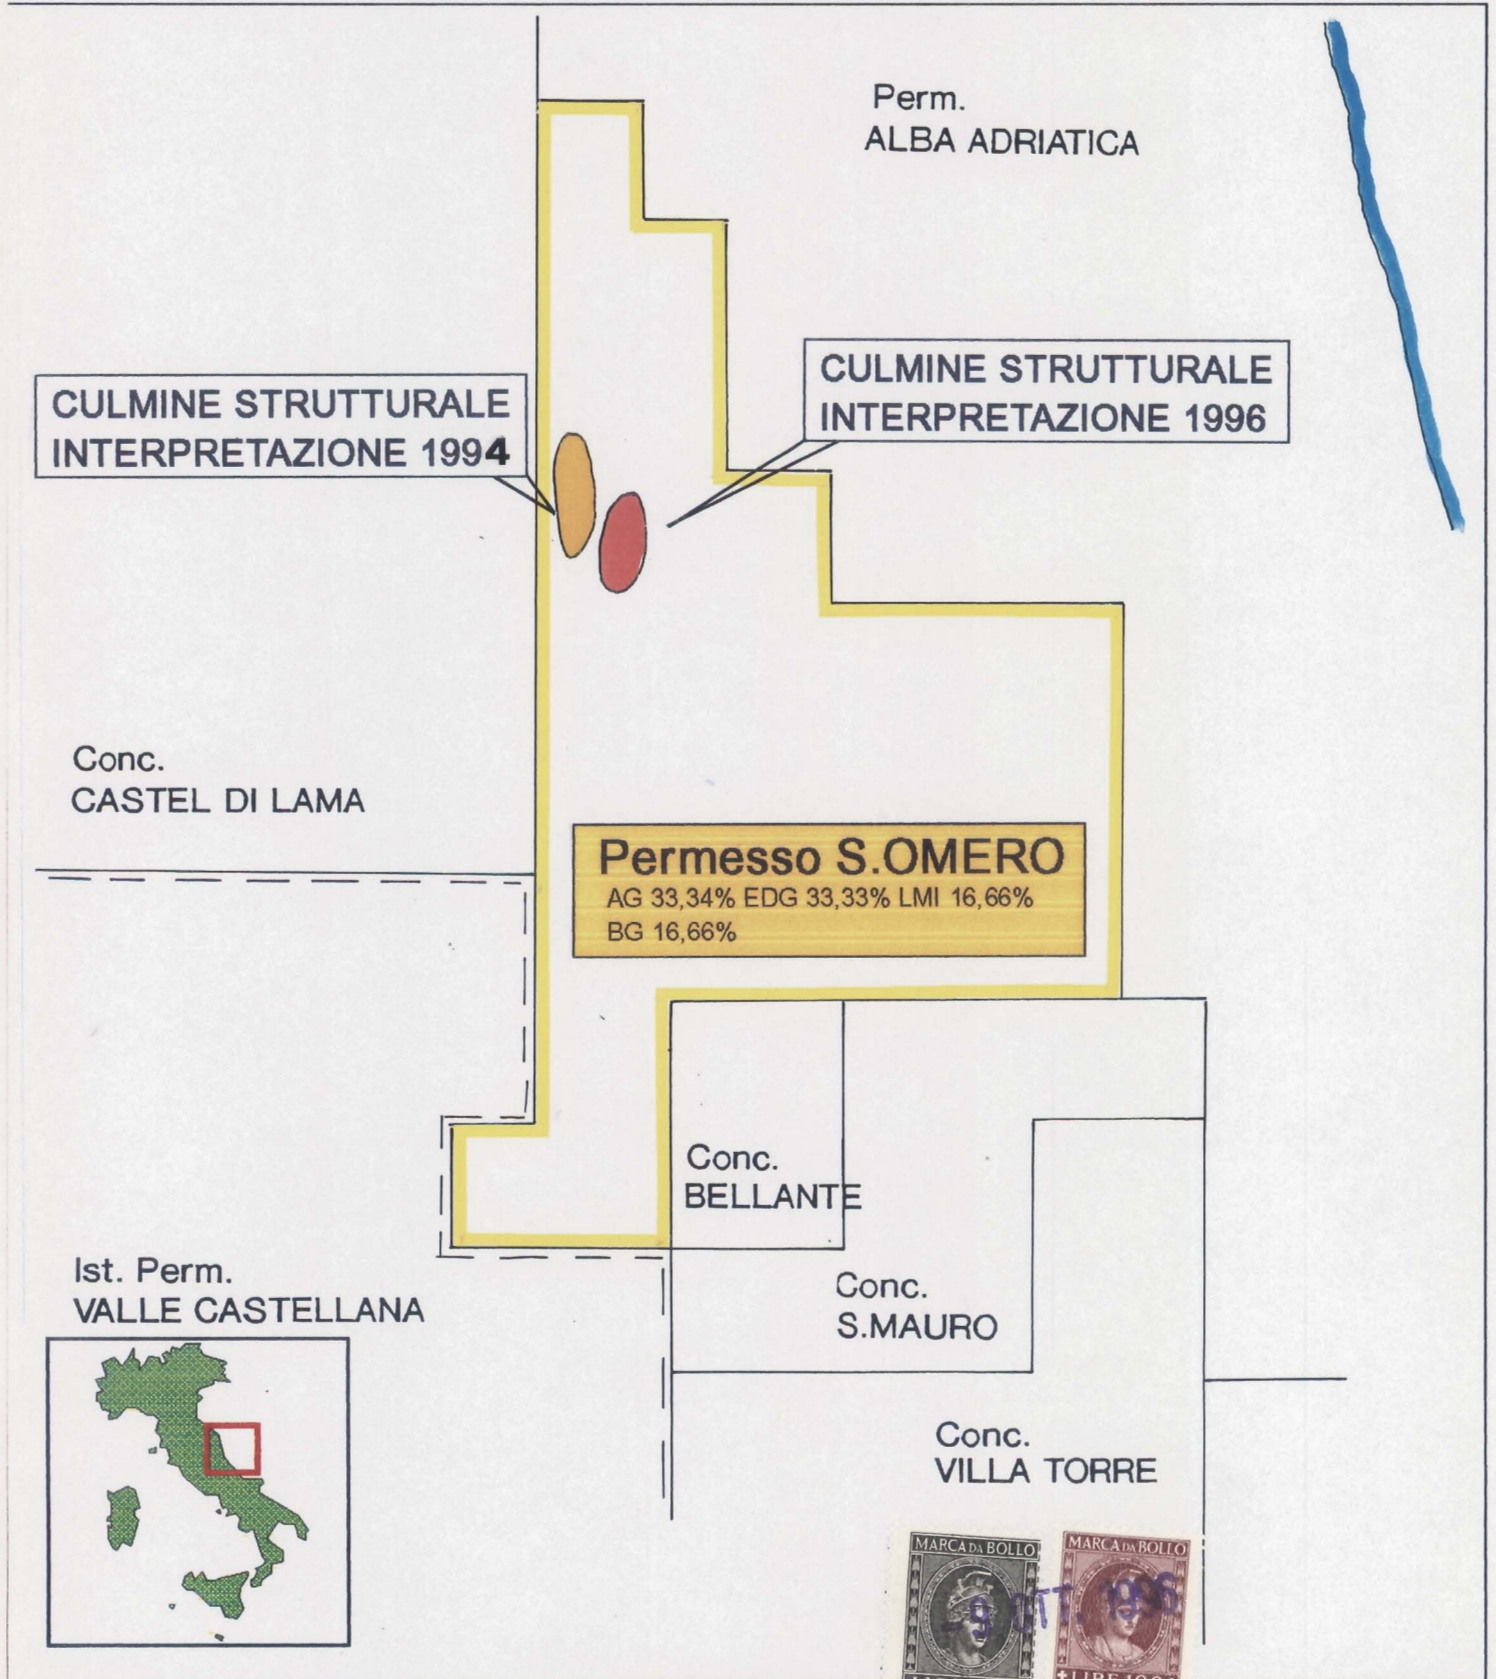 Perm.
ALBA ADRIATICA
CULMINE STRUTTURALE
INTERPRETAZIONE 1996
CULMINE STRUTTURALE
INTERPRETAZIONE 1994
Conc.
CASTEL DI LAMA
Permesso S.OMERO
AG 33,34% EDG 33,33% LMI 16,66%
BG 16,66%
Conc.
BELLANTE
Ist. Perm.
VALLE CASTELLANA
Conc.
S.MAURO
Conc.
VILLA TORRE
MARCA DA BOLLO
MARCA DA BOLLO
-9 OTT. 1996